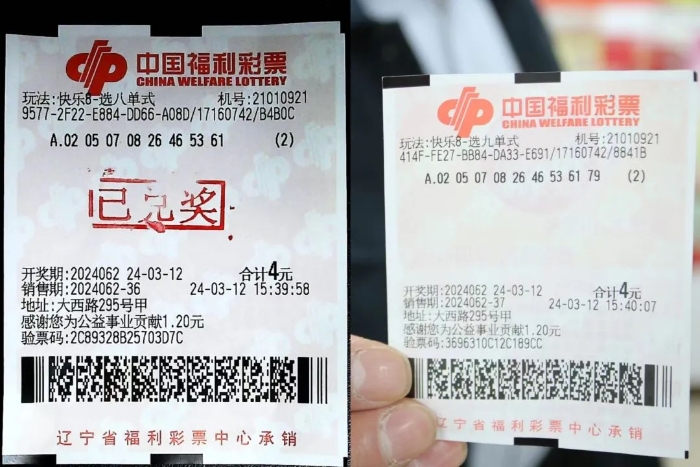 中国福利彩票
CHINA WELFARE LOTTERY
玩法:快乐8-选八单式 机号:21010921
9577-2F22-E884-DD66-A08D/17160742/B4B0C
A.02 05 07 08 26 46 53 61 (2)
已兑奖
开奖期:2024062 24-03-12 合计4元
销售期:2024062-36 24-03-12 15:39:58
地址:大西路295号甲
感谢您为公益事业贡献1.20元
验票码:2C89328B25703D7C
辽宁省福利彩票中心承销
中国福利彩票
CHINA WELFARE LOTTERY
玩法:快乐8-选九单式 机号:21010921
414F-FE27-BB84-DA33-E691/17160742/8841B
A.02 05 07 08 26 46 53 61 79 (2)
开奖期:2024062 24-03-12 合计4元
销售期:2024062-37 24-03-12 15:40:07
地址:大西路295号甲
感谢您为公益事业贡献1.20元
验票码:3696310C12C189CC
辽宁省福利彩票中心承销